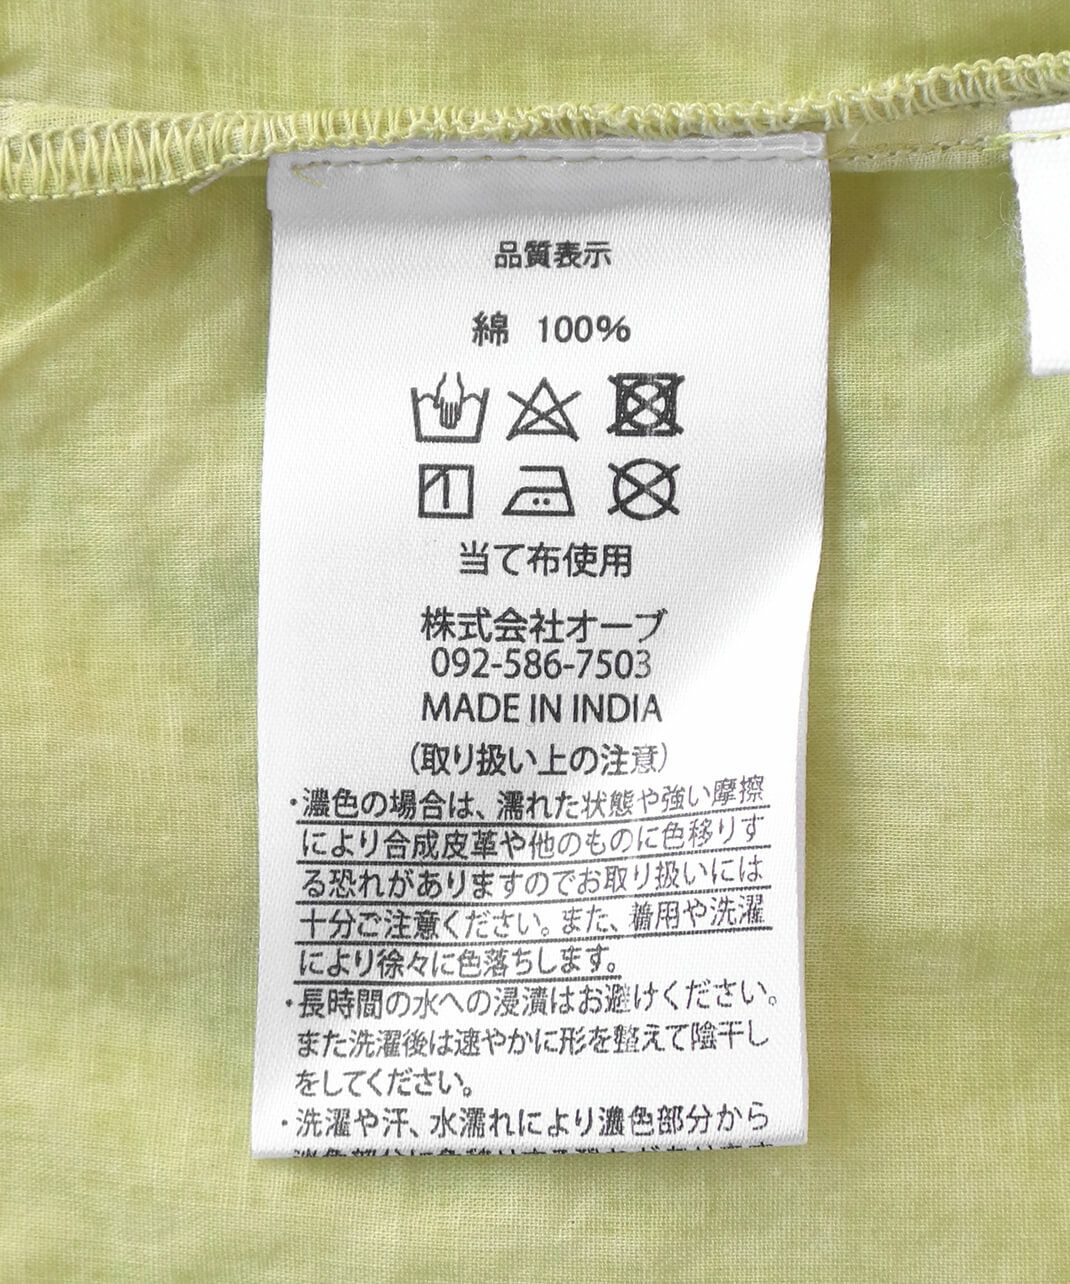 品質表示
綿 100%
当て布使用
株式会社オーブ
092-586-7503
MADE IN INDIA
(取り扱い上の注意)
・濃色の場合は、濡れた状態や強い摩擦
により合成皮革や他のものに色移りす
る恐れがありますのでお取り扱いには
十分ご注意ください。また、着用や洗濯
により徐々に色落ちします。
・長時間の水への浸漬はお避けください。
また洗濯後は速やかに形を整えて陰干し
をしてください。
・洗濯や汗、水濡れにより濃色部分から